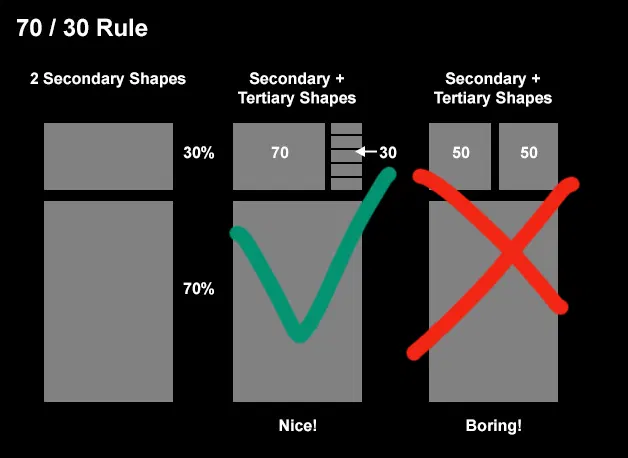 70 / 30 Rule
2 Secondary Shapes
Secondary +
Tertiary Shapes
Secondary +
Tertiary Shapes
30%
70
30
50
50
70%
Nice!
Boring!